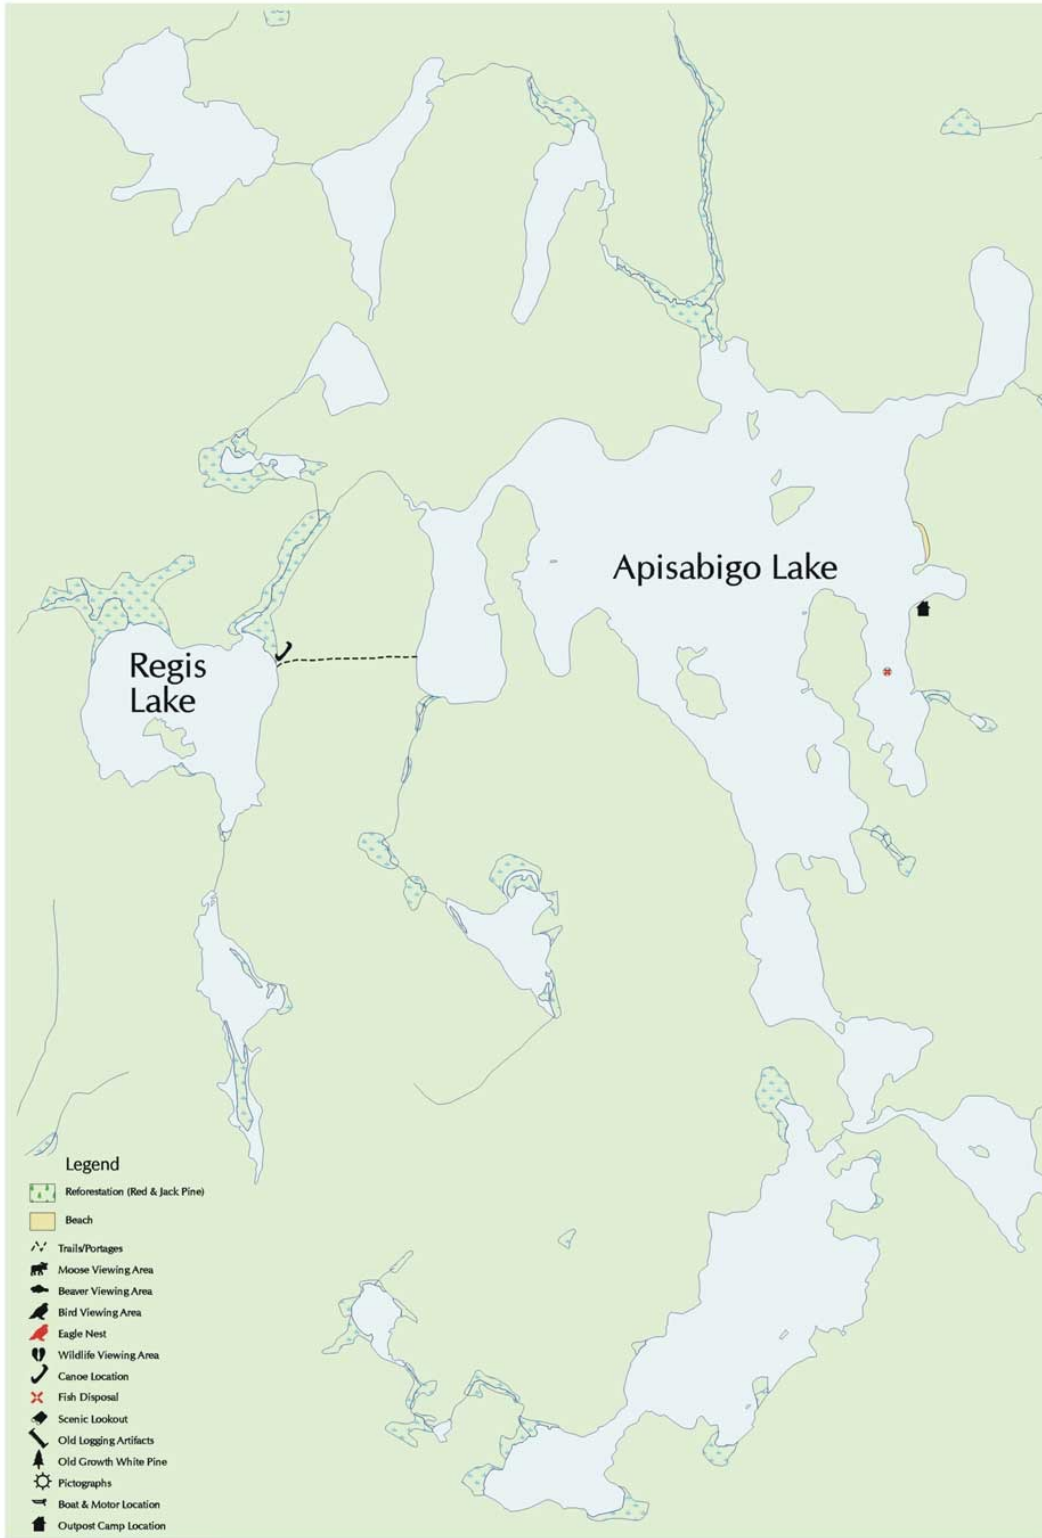 Apisabigo Lake
Regis
Lake
Legend
Reforestation (Red & Jack Pine)
Beach
Trails/Portages
Moose Viewing Area
Beaver Viewing Area
Bird Viewing Area
Eagle Nest
Wildlife Viewing Area
Canoe Location
Fish Disposal
Scenic Lookout
Old Logging Artifacts
Old Growth White Pine
Pictographs
Boat & Motor Location
Outpost Camp Location